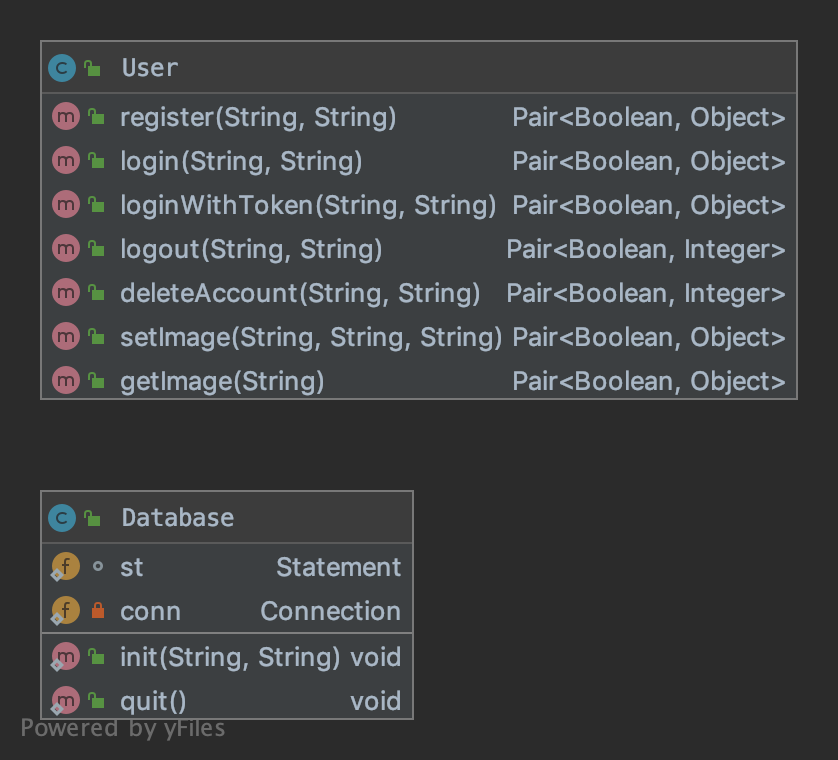 User
register(String, String) Pair<Boolean, Object>
login(String, String) Pair<Boolean, Object>
loginWithToken(String, String) Pair<Boolean, Object>
logout(String, String) Pair<Boolean, Integer>
deleteAccount(String, String) Pair<Boolean, Integer>
setImage(String, String, String) Pair<Boolean, Object>
getImage(String) Pair<Boolean, Object>
Database
st Statement
conn Connection
init(String, String) void
quit() void
Powered by yFiles